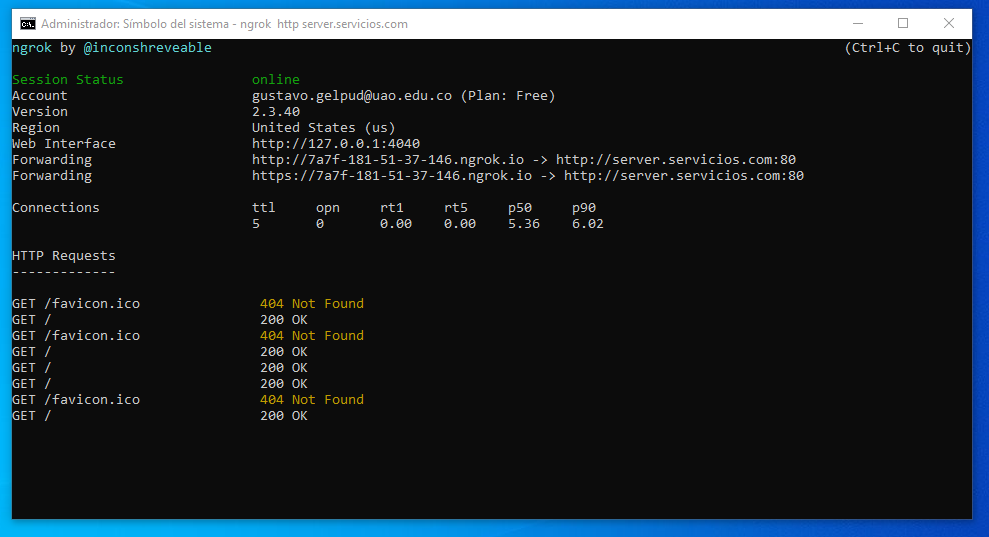 Administrador: Símbolo del sistema - ngrok  http server.servicios.com
ngrok by @inconshreveable (Ctrl+C to quit)
Session Status online
Account gustavo.gelpud@uao.edu.co (Plan: Free)
Version 2.3.40
Region United States (us)
Web Interface http://127.0.0.1:4040
Forwarding http://7a7f-181-51-37-146.ngrok.io -> http://server.servicios.com:80
Forwarding https://7a7f-181-51-37-146.ngrok.io -> http://server.servicios.com:80
Connections ttl opn rt1 rt5 p50 p90
5 0 0.00 0.00 5.36 6.02
HTTP Requests
-------------
GET /favicon.ico 404 Not Found
GET / 200 OK
GET /favicon.ico 404 Not Found
GET / 200 OK
GET / 200 OK
GET / 200 OK
GET /favicon.ico 404 Not Found
GET / 200 OK